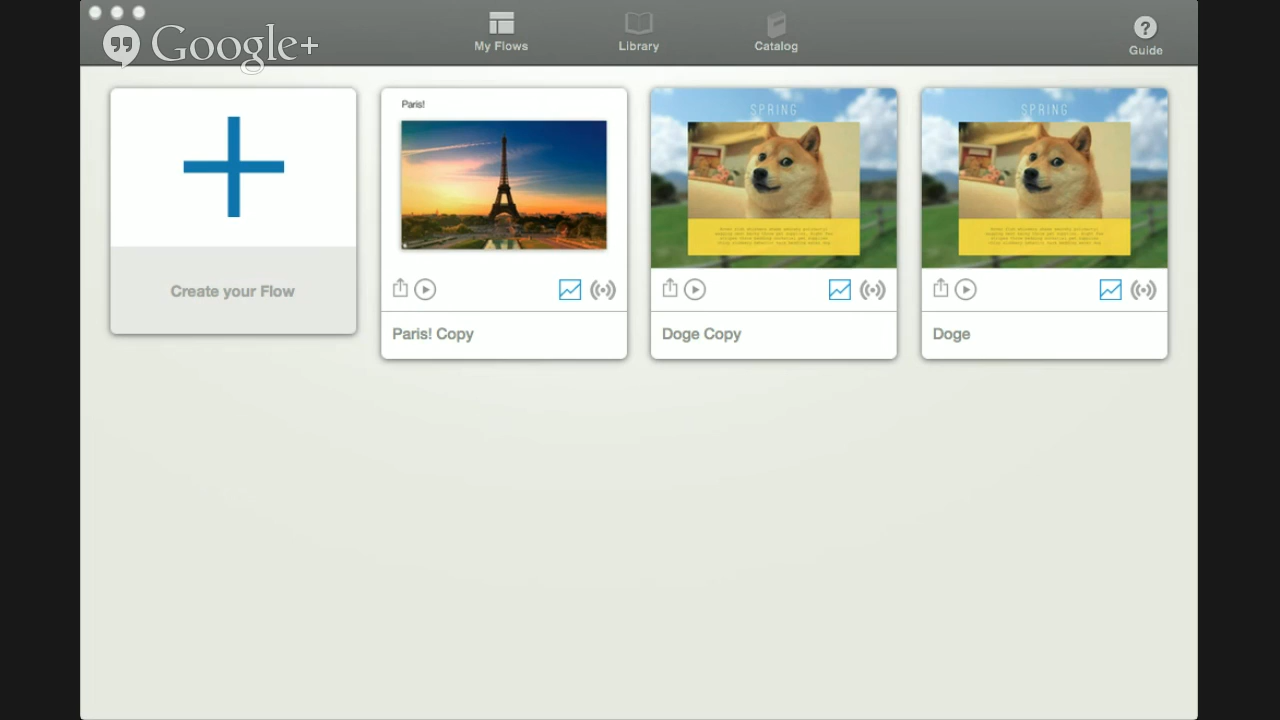 Google+
My Flows
Library
Catalog
?
Guide
Create your Flow
Paris!
Paris! Copy
SPRING
Doge Copy
SPRING
Doge